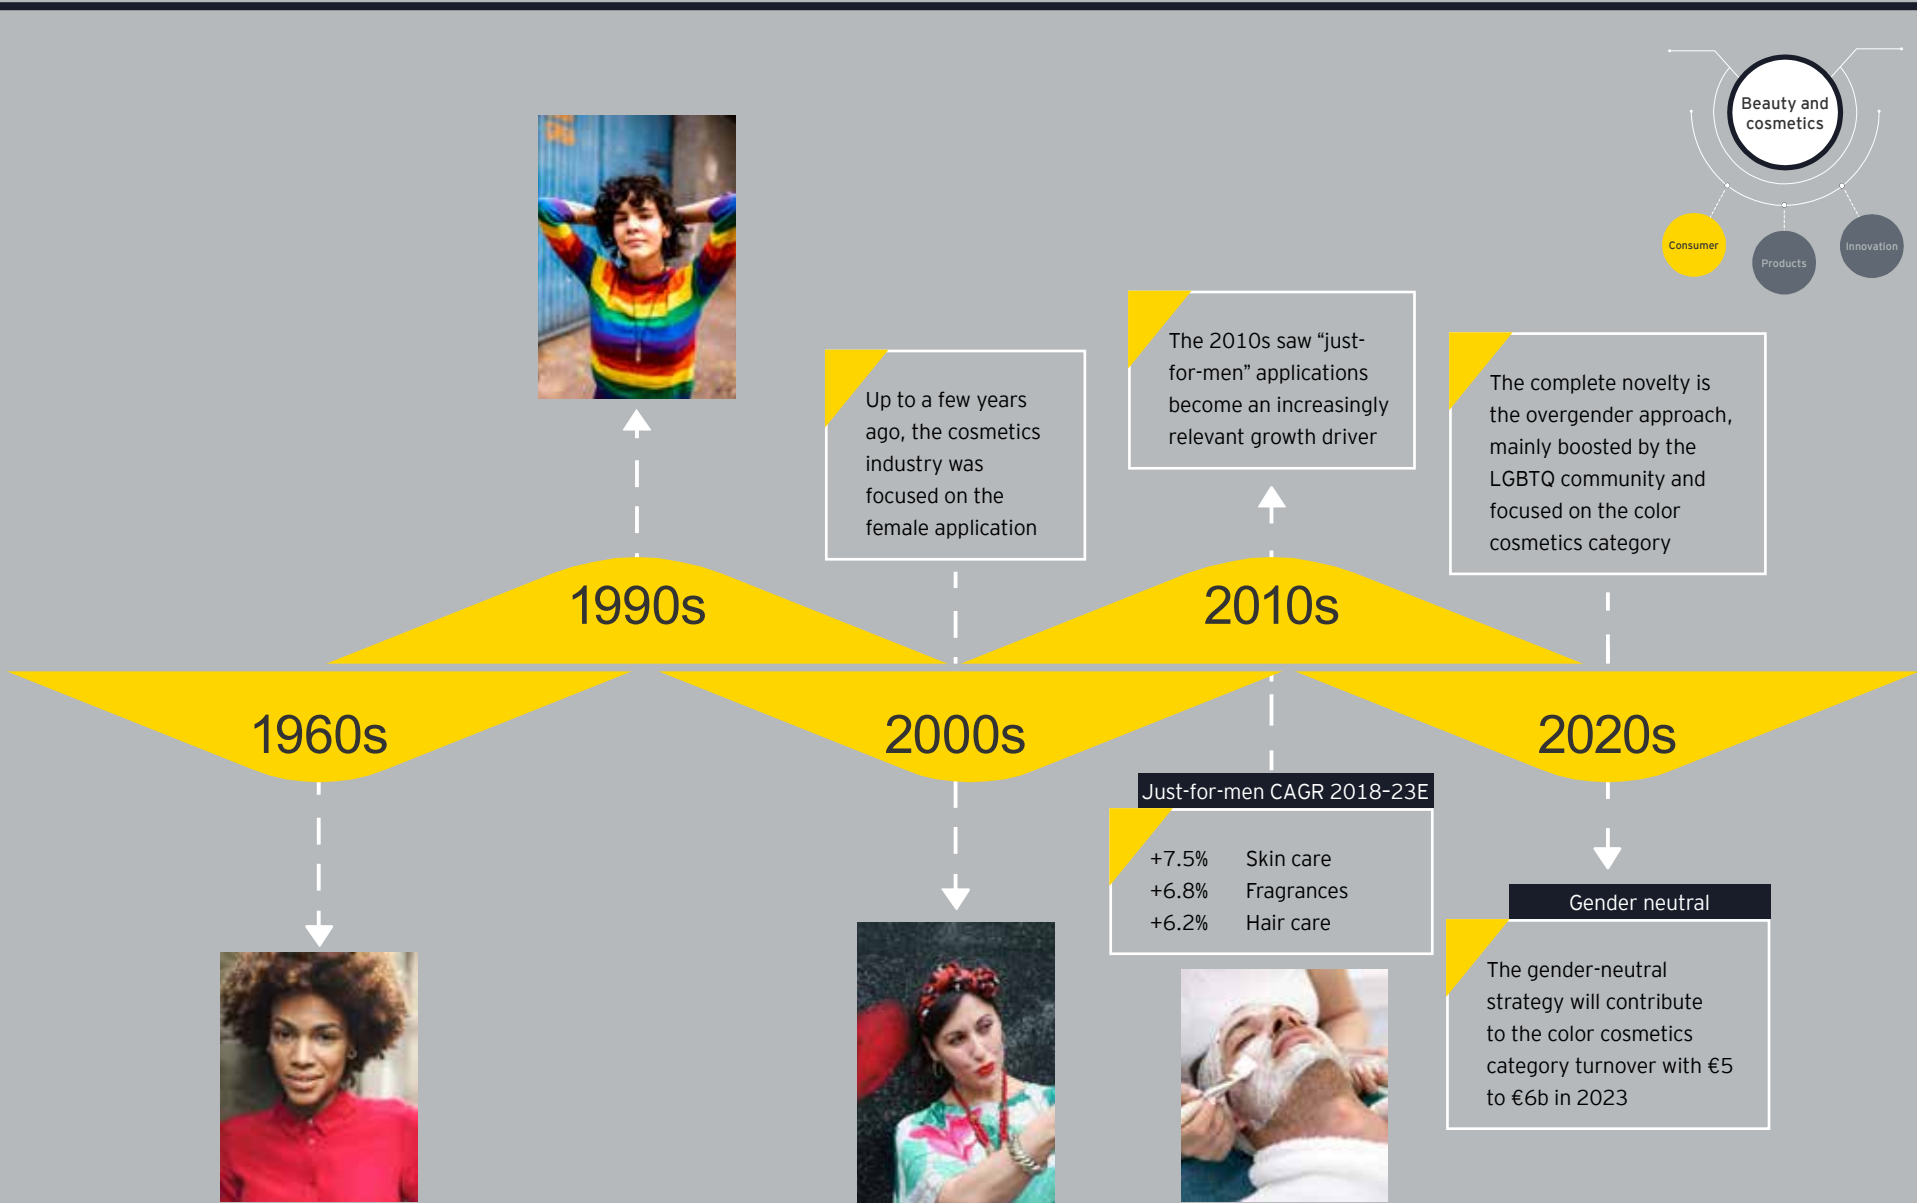 Beauty and
cosmetics
Consumer
Products
Innovation
Up to a few years
ago, the cosmetics
industry was
focused on the
female application
The 2010s saw “just-
for-men” applications
become an increasingly
relevant growth driver
The complete novelty is
the overgender approach,
mainly boosted by the
LGBTQ community and
focused on the color
cosmetics category
1990s
2010s
1960s
2000s
2020s
Just-for-men CAGR 2018–23E
+7.5% Skin care
+6.8% Fragrances
+6.2% Hair care
Gender neutral
The gender-neutral
strategy will contribute
to the color cosmetics
category turnover with €5
to €6b in 2023